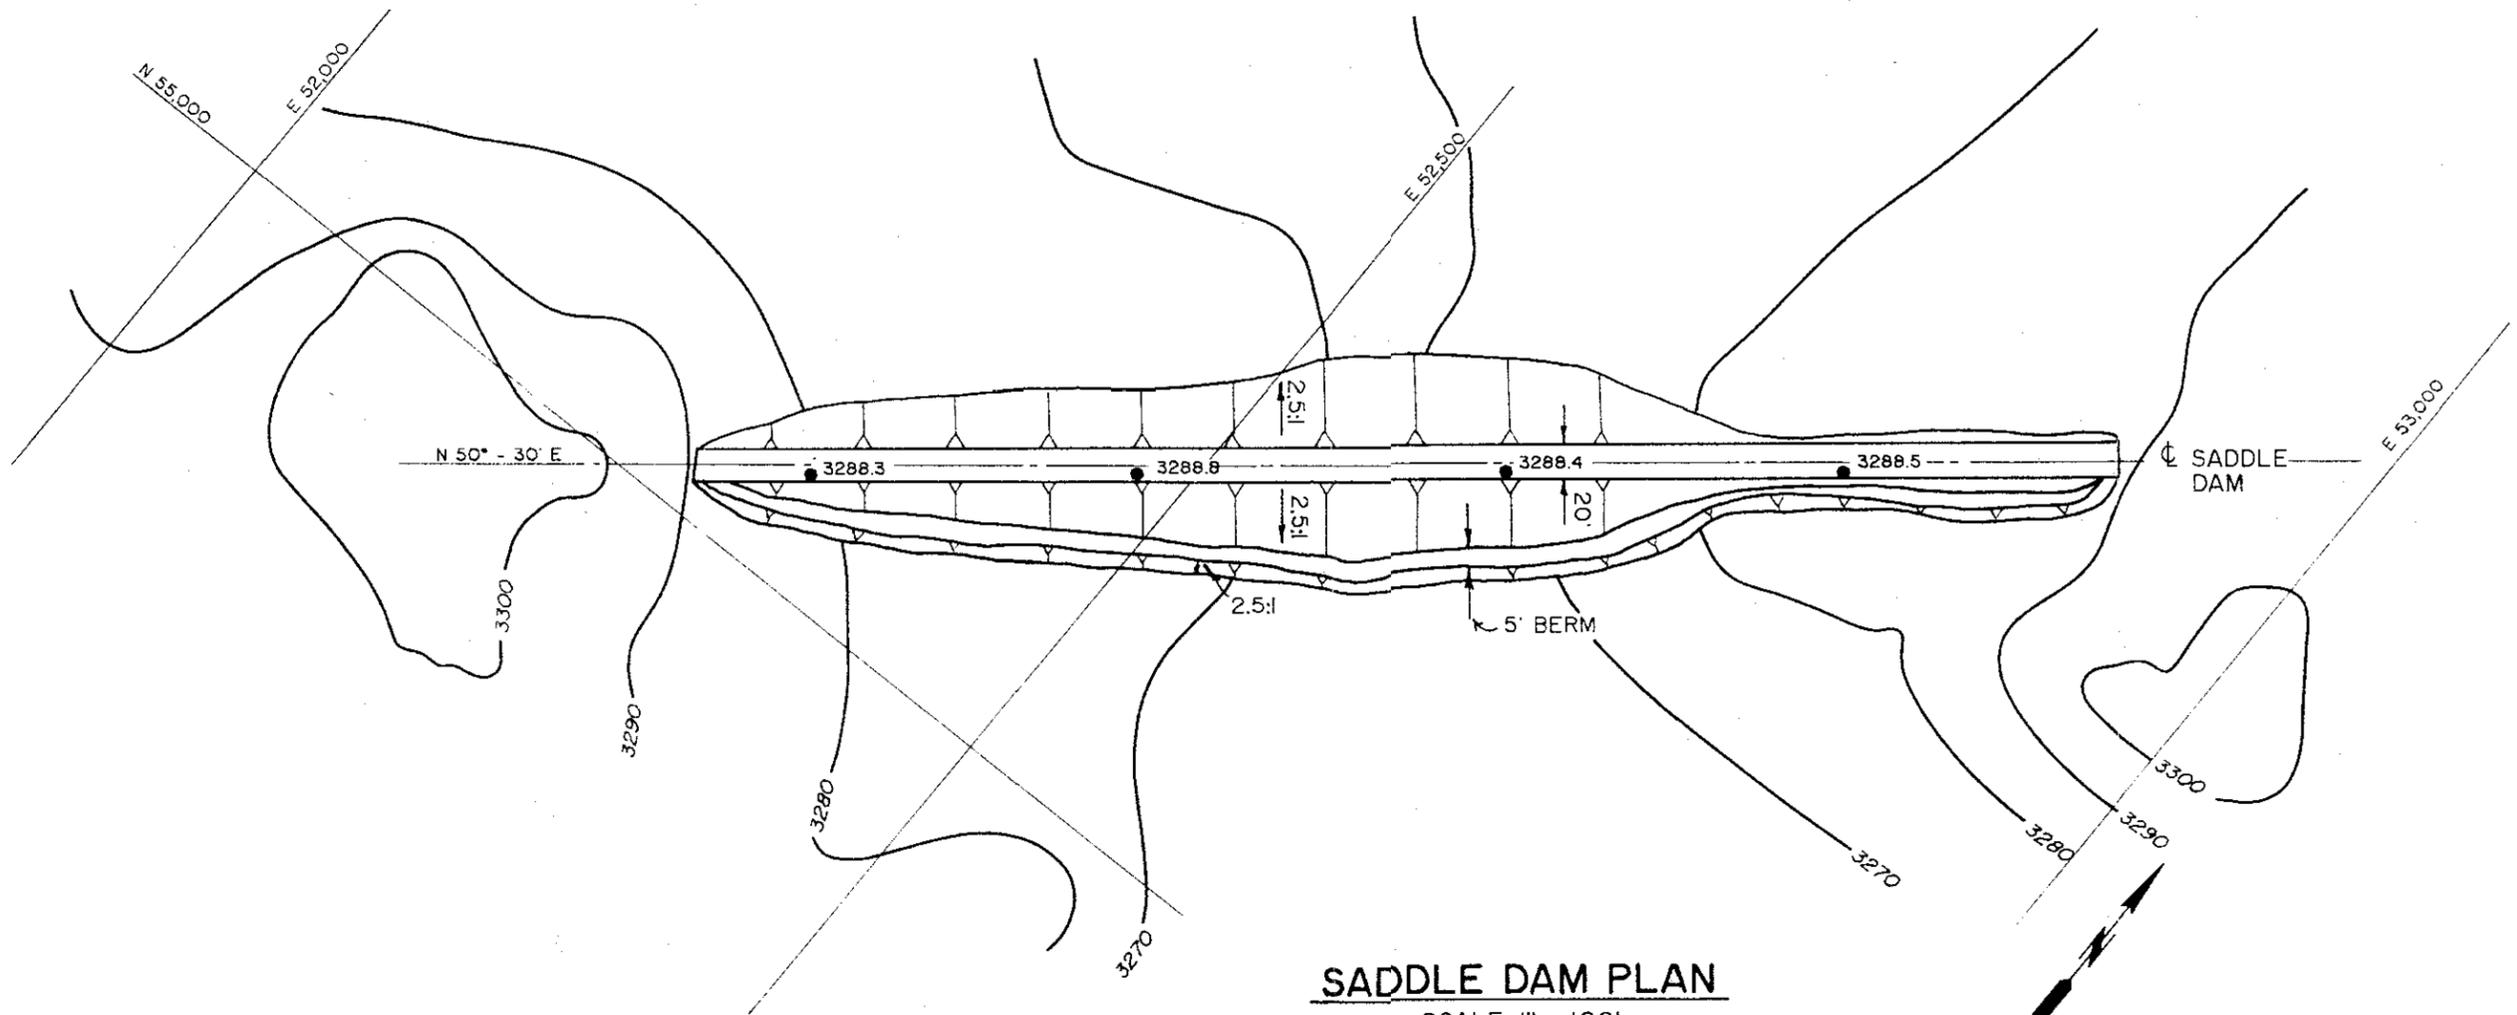 N 55,000
E 52,000
E 52,500
E 53,000
N 50° - 30' E
3288.3
3288.8
3288.4
3288.5
℄ SADDLE
DAM
2.5:1
2.5:1
20'
2.5:1
5' BERM
3300
3290
3280
3270
3270
3280
3290
3300
N
SADDLE DAM PLAN